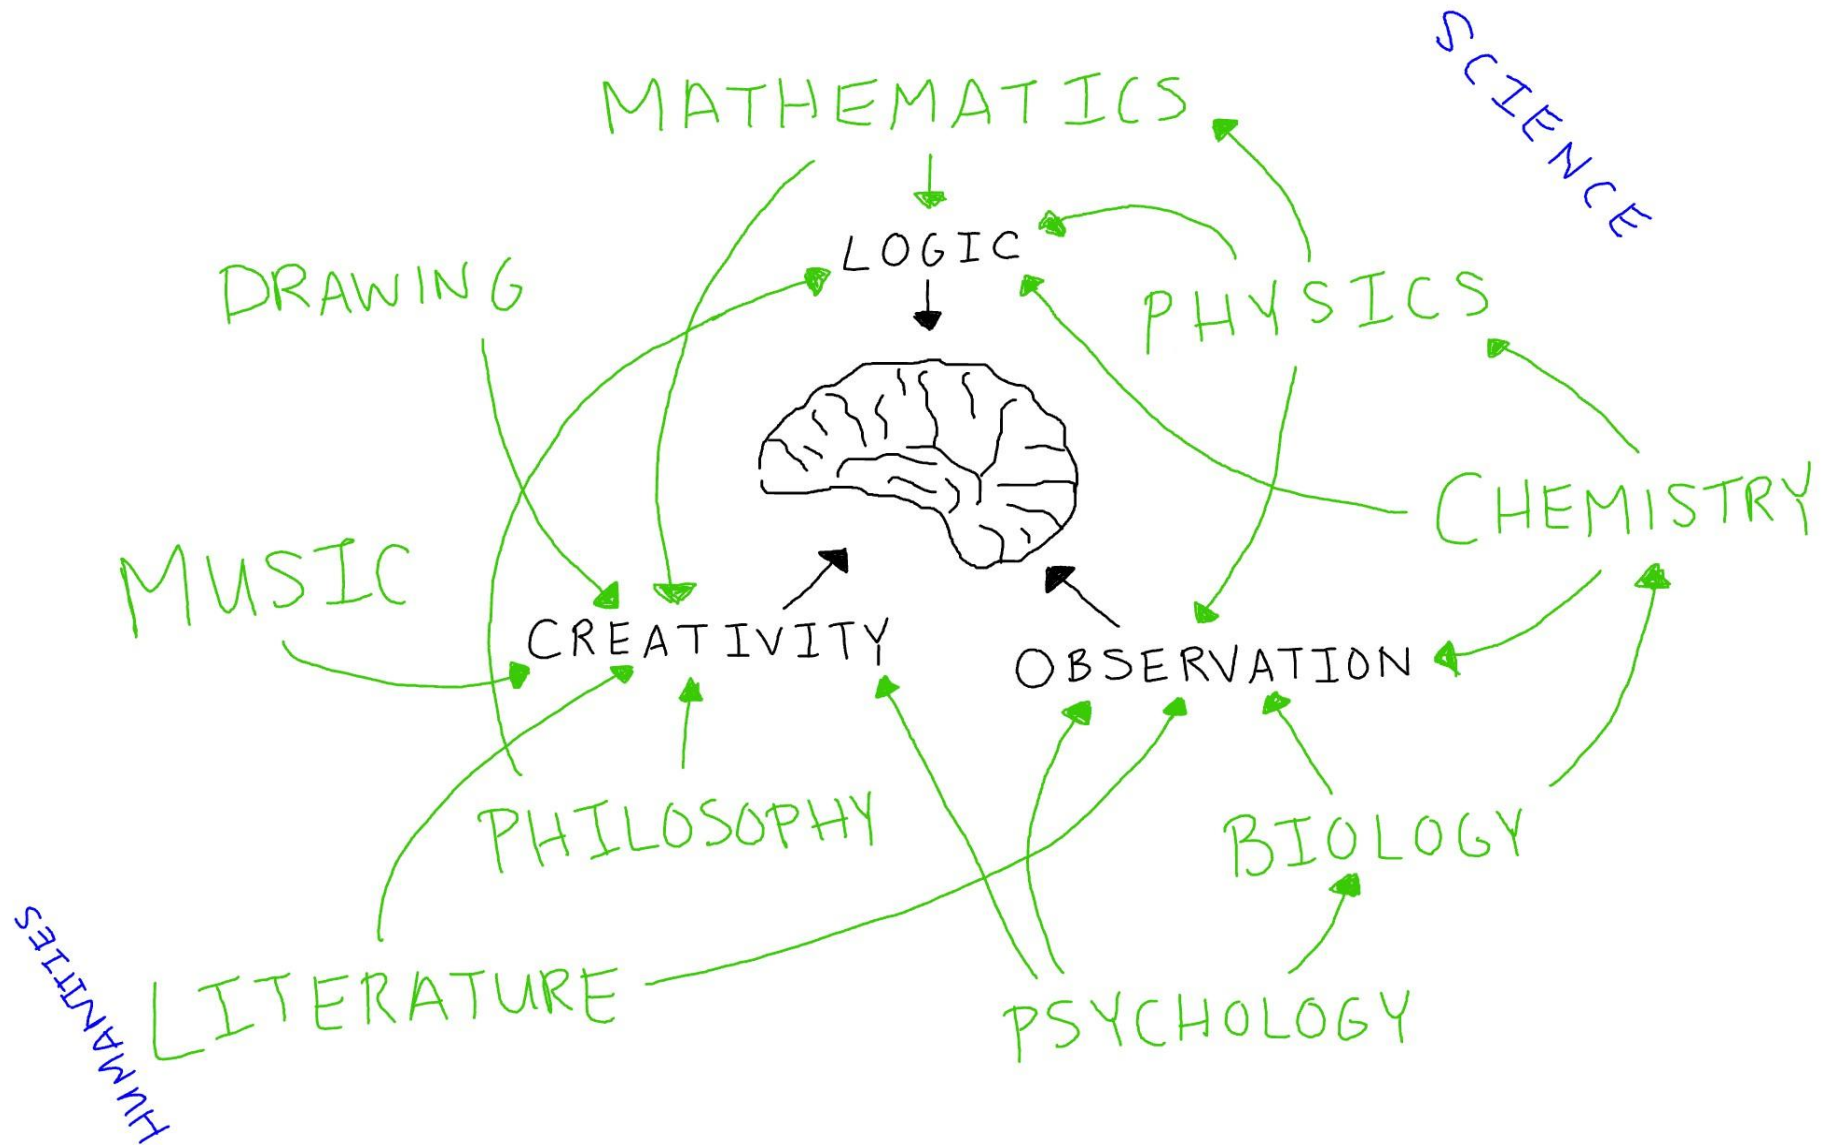 SCIENCE
MATHEMATICS
LOGIC
DRAWING
PHYSICS
CHEMISTRY
MUSIC
CREATIVITY
OBSERVATION
PHILOSOPHY
BIOLOGY
LITERATURE
PSYCHOLOGY
HUMANITIES